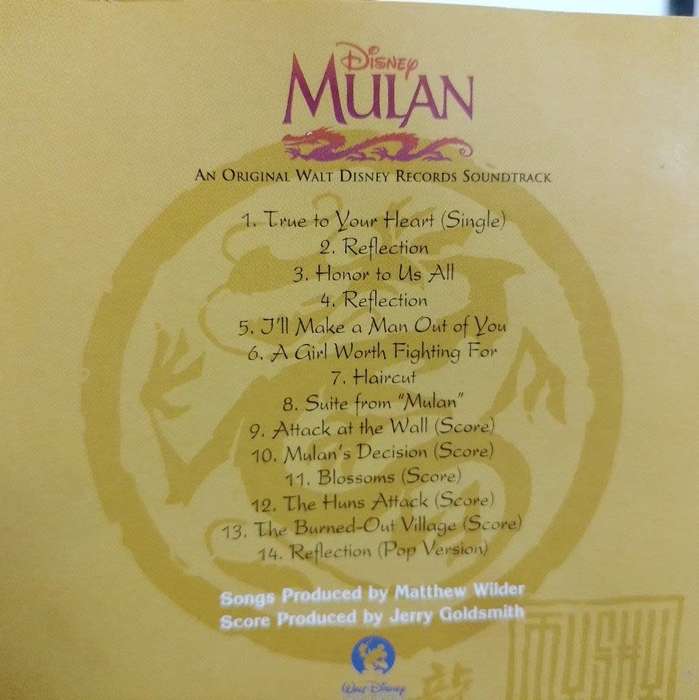 Disney
MULAN
AN ORIGINAL WALT DISNEY RECORDS SOUNDTRACK
1. True to Your Heart (Single)
2. Reflection
3. Honor to Us All
4. Reflection
5. I'll Make a Man Out of You
6. A Girl Worth Fighting For
7. Haircut
8. Suite from "Mulan"
9. Attack at the Wall (Score)
10. Mulan's Decision (Score)
11. Blossoms (Score)
12. The Huns Attack (Score)
13. The Burned-Out Village (Score)
14. Reflection (Pop Version)
Songs Produced by Matthew Wilder
Score Produced by Jerry Goldsmith
MUSHU
Walt Disney